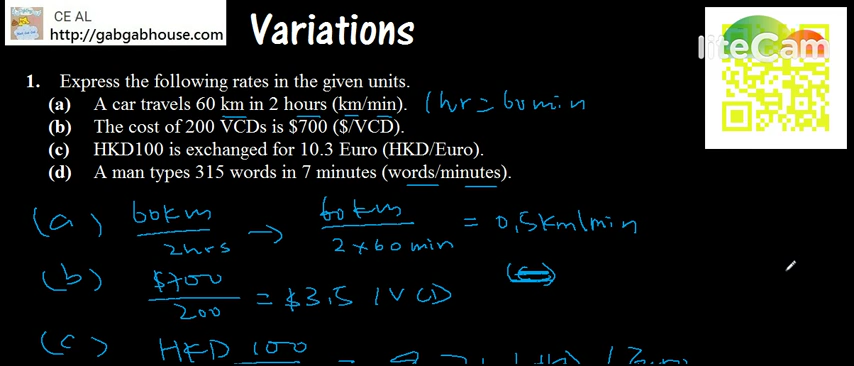 CE AL
http://gabgabhouse.com
Variations
liteCam
1. Express the following rates in the given units.
(a) A car travels 60 km in 2 hours (km/min). 1hr = 60min
(b) The cost of 200 VCDs is $700 ($/VCD).
(c) HKD100 is exchanged for 10.3 Euro (HKD/Euro).
(d) A man types 315 words in 7 minutes (words/minutes).
(a) 60km / 2hrs → 60km / 2×60min = 0.5km/min
(b) $700 / 200 = $3.5 / VCD
(c) HKD 100